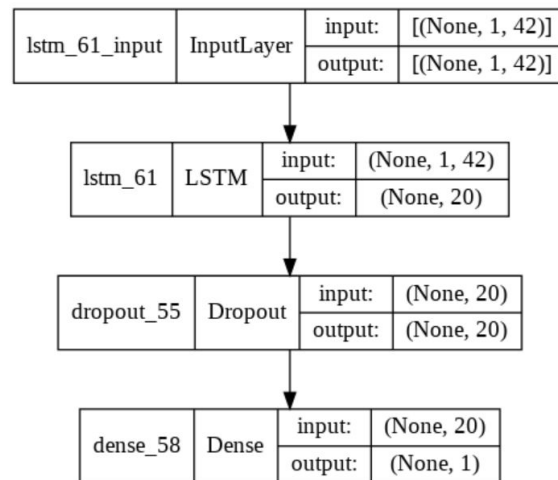 lstm_61_input InputLayer input: [(None, 1, 42)]
output: [(None, 1, 42)]
lstm_61 LSTM input: (None, 1, 42)
output: (None, 20)
dropout_55 Dropout input: (None, 20)
output: (None, 20)
dense_58 Dense input: (None, 20)
output: (None, 1)